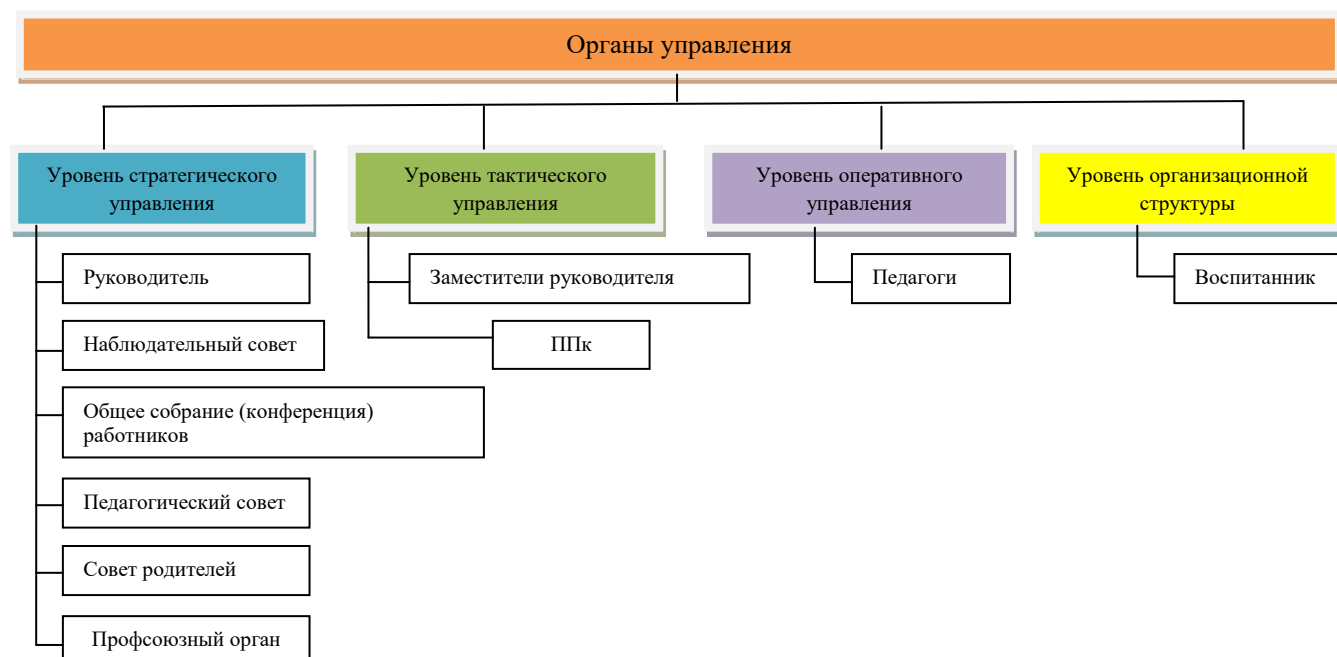 Органы управления
Уровень стратегического
управления
Уровень тактического
управления
Уровень оперативного
управления
Уровень организационной
структуры
Руководитель
Наблюдательный совет
Общее собрание (конференция)
работников
Педагогический совет
Совет родителей
Профсоюзный орган
Заместители руководителя
ППк
Педагоги
Воспитанник